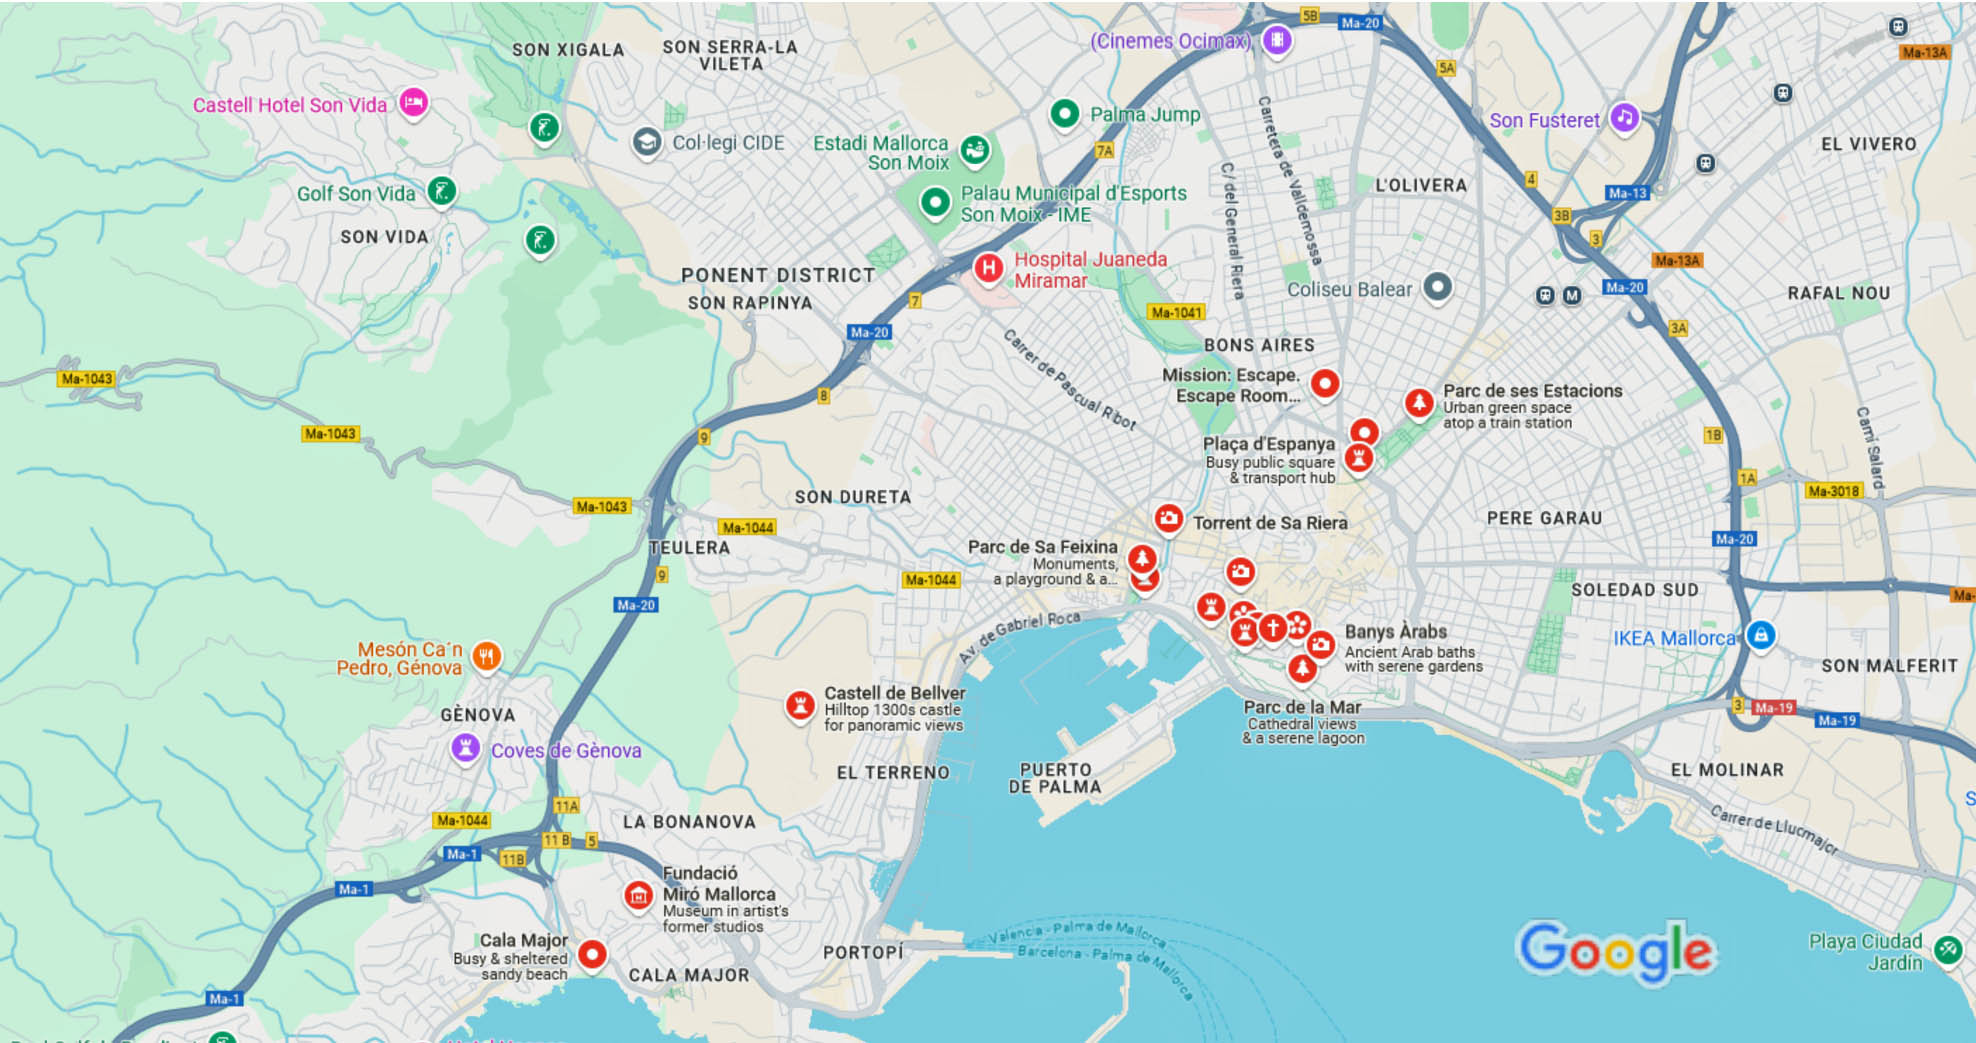 5B
Ma-20
(Cinemes Ocimax)
SON XIGALA
SON SERRA-LA
VILETA
Ma-13A
5A
Castell Hotel Son Vida
Palma Jump
Son Fusteret
Col·legi CIDE
Estadi Mallorca
Son Moix
7A
EL VIVERO
Carretera de Valldemossa
C/ del General Riera
L'OLIVERA
4
Ma-13
Golf Son Vida
Palau Municipal d'Esports
Son Moix - IME
3B
3
SON VIDA
Hospital Juaneda
Miramar
Ma-13A
PONENT DISTRICT
SON RAPINYA
7
Coliseu Balear
M
Ma-20
RAFAL NOU
Ma-1041
Ma-20
3A
BONS AIRES
Carrer de Pascual Ribot
Ma-1043
8
Mission: Escape.
Escape Room...
Parc de ses Estacions
Urban green space
atop a train station
Ma-1043
9
Plaça d'Espanya
Busy public square
& transport hub
1B
Camí Salard
1A
Ma-3018
SON DURETA
Ma-1043
Ma-1044
Torrent de Sa Riera
PERE GARAU
Ma-20
TEULERA
Parc de Sa Feixina
Monuments,
a playground & a...
9
Ma-1044
SOLEDAD SUD
Ma-
Ma-20
Av. de Gabriel Roca
Banys Àrabs
Ancient Arab baths
with serene gardens
IKEA Mallorca
Mesón Ca´n
Pedro, Génova
SON MALFERIT
Castell de Bellver
Hilltop 1300s castle
for panoramic views
Parc de la Mar
Cathedral views
& a serene lagoon
3
Ma-19
Ma-19
GÈNOVA
Coves de Gènova
EL TERRENO
PUERTO
DE PALMA
EL MOLINAR
11A
Ma-1044
LA BONANOVA
Carrer de Llucmajor
11 B
5
Ma-1
11B
Ma-1
Fundació
Miró Mallorca
Museum in artist's
former studios
Cala Major
Busy & sheltered
sandy beach
CALA MAJOR
PORTOPÍ
Valencia - Palma de Mallorca
Barcelona - Palma de Mallorca
Google
Playa Ciudad
Jardín
Ma-1